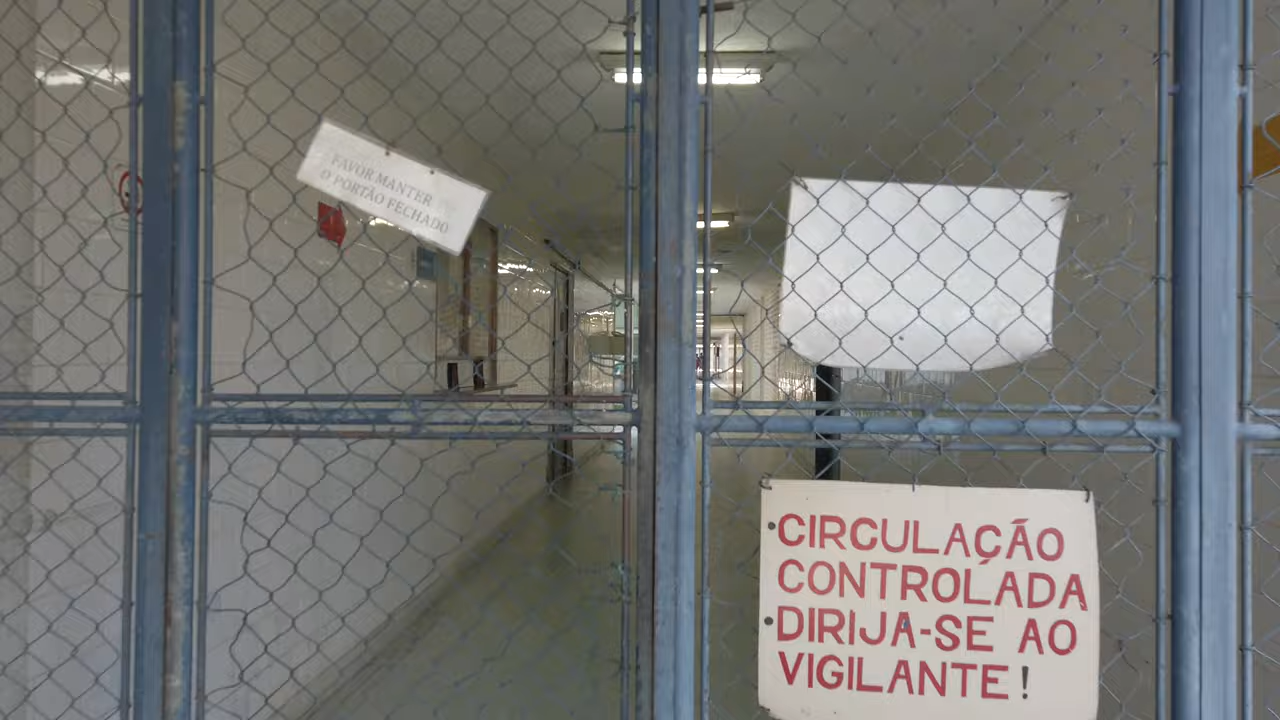 FAVOR MANTER
O PORTÃO FECHADO
CIRCULAÇÃO
CONTROLADA
DIRIJA-SE AO
VIGILANTE!